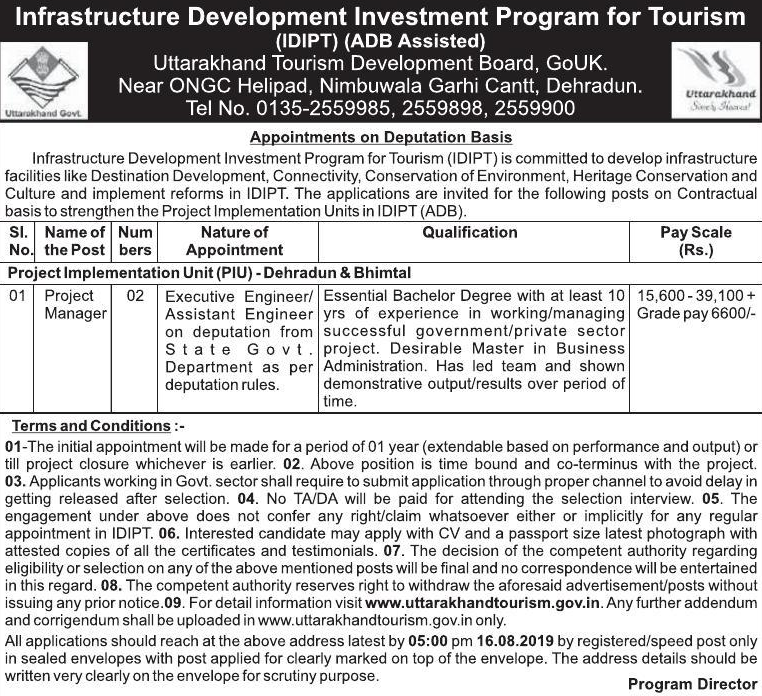 Infrastructure Development Investment Program for Tourism
(IDIPT) (ADB Assisted)
Uttarakhand Tourism Development Board, GoUK.
Near ONGC Helipad, Nimbuwala Garhi Cantt, Dehradun.
Tel No. 0135-2559985, 2559898, 2559900
Uttarakhand Govt.
Uttarakhand
Simply Heaven!
Appointments on Deputation Basis
Infrastructure Development Investment Program for Tourism (IDIPT) is committed to develop infrastructure
facilities like Destination Development, Connectivity, Conservation of Environment, Heritage Conservation and
Culture and implement reforms in IDIPT. The applications are invited for the following posts on Contractual
basis to strengthen the Project Implementation Units in IDIPT (ADB).
Sl. No. Name of the Post Num bers Nature of Appointment Qualification Pay Scale (Rs.)
Project Implementation Unit (PIU) - Dehradun & Bhimtal
01 Project Manager 02
Executive Engineer/
Assistant Engineer
on deputation from
State Govt.
Department as per
deputation rules.
Essential Bachelor Degree with at least 10
yrs of experience in working/managing
successful government/private sector
project. Desirable Master in Business
Administration. Has led team and shown
demonstrative output/results over period of
time.
15,600 - 39,100 +
Grade pay 6600/-
Terms and Conditions :-
01-The initial appointment will be made for a period of 01 year (extendable based on performance and output) or
till project closure whichever is earlier. 02. Above position is time bound and co-terminus with the project.
03. Applicants working in Govt. sector shall require to submit application through proper channel to avoid delay in
getting released after selection. 04. No TA/DA will be paid for attending the selection interview. 05. The
engagement under above does not confer any right/claim whatsoever either or implicitly for any regular
appointment in IDIPT. 06. Interested candidate may apply with CV and a passport size latest photograph with
attested copies of all the certificates and testimonials. 07. The decision of the competent authority regarding
eligibility or selection on any of the above mentioned posts will be final and no correspondence will be entertained
in this regard. 08. The competent authority reserves right to withdraw the aforesaid advertisement/posts without
issuing any prior notice.09. For detail information visit www.uttarakhandtourism.gov.in. Any further addendum
and corrigendum shall be uploaded in www.uttarakhandtourism.gov.in only.
All applications should reach at the above address latest by 05:00 pm 16.08.2019 by registered/speed post only
in sealed envelopes with post applied for clearly marked on top of the envelope. The address details should be
written very clearly on the envelope for scrutiny purpose.
Program Director